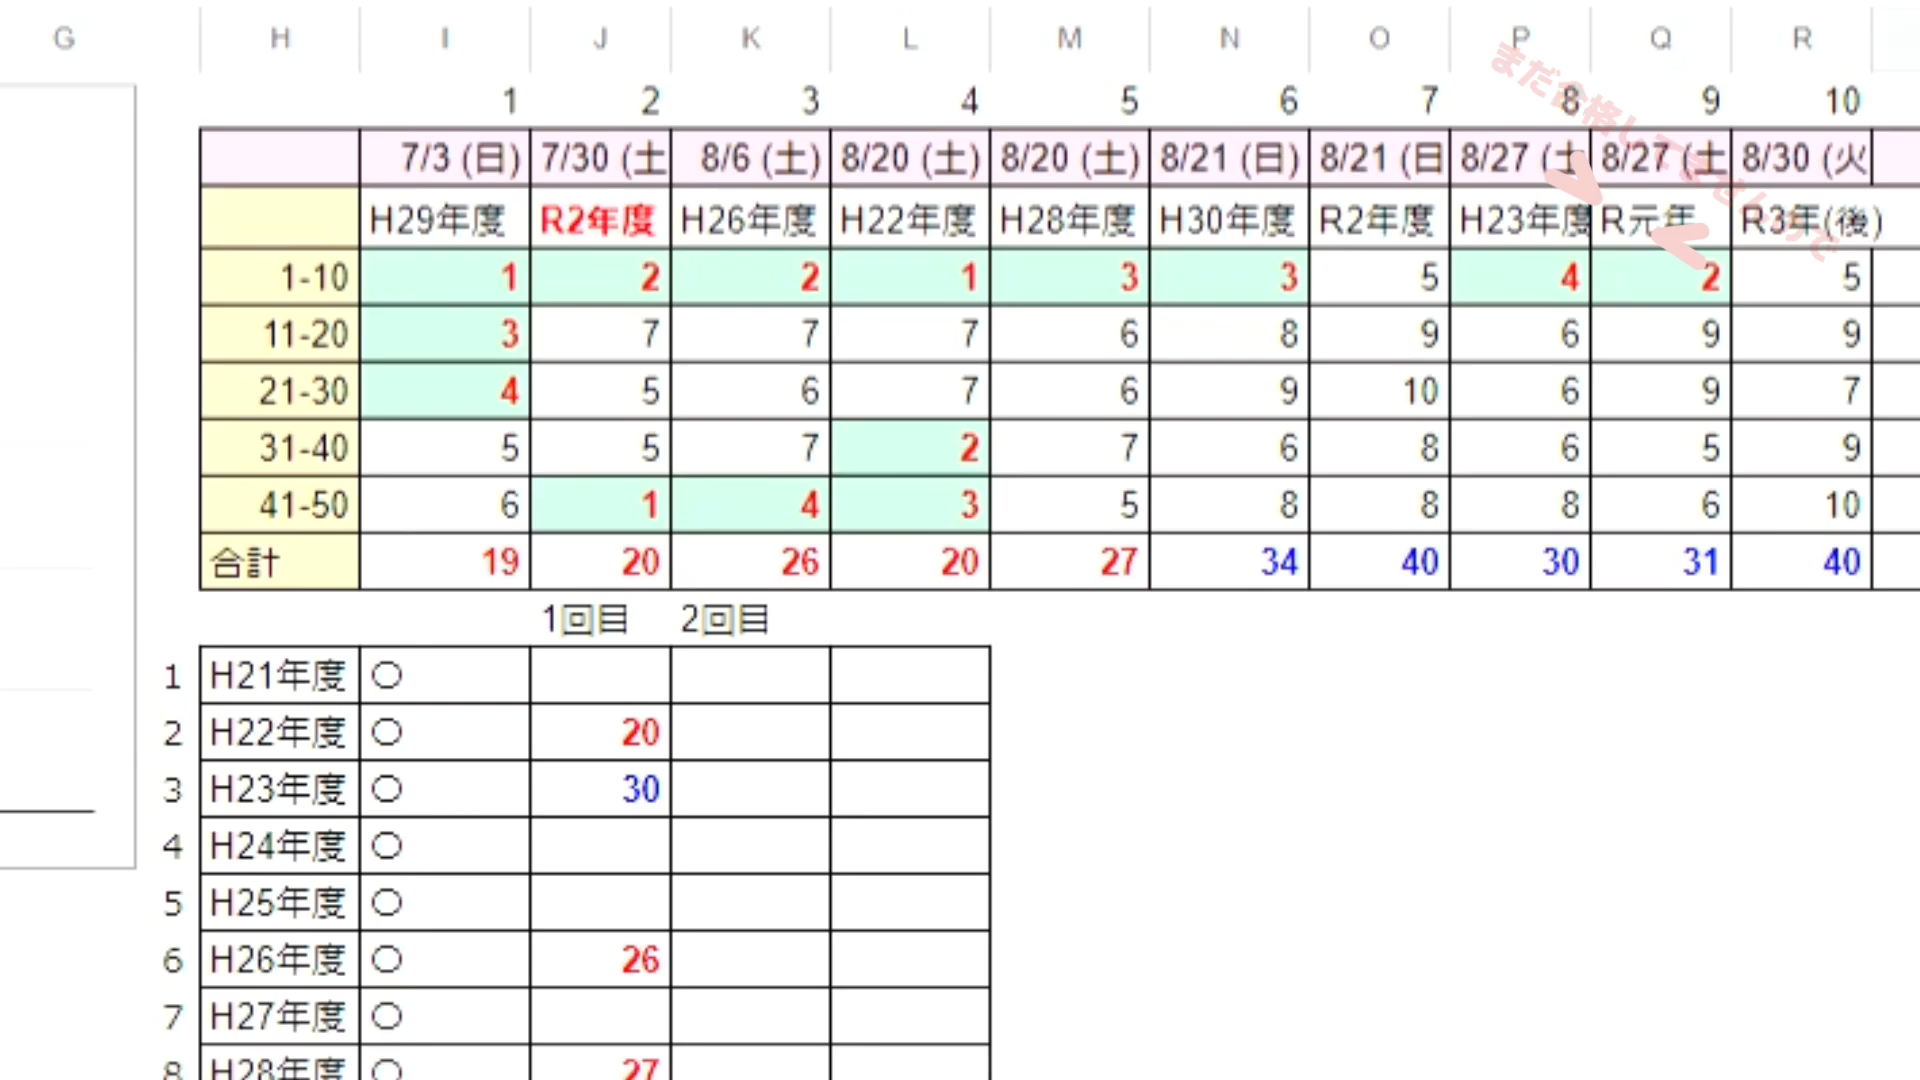 G H I J K L M N O P Q R
1 2 3 4 5 6 7 8 9 10
7/3 (日) 7/30 (土 8/6 (土) 8/20 (土) 8/20 (土) 8/21 (日) 8/21 (日 8/27 (土 8/27 (土 8/30 (火
H29年度 R2年度 H26年度 H22年度 H28年度 H30年度 R2年度 H23年度 R元年 R3年(後)
1-10 1 2 2 1 3 3 5 4 2 5
11-20 3 7 7 7 6 8 9 6 9 9
21-30 4 5 6 7 6 9 10 6 9 7
31-40 5 5 7 2 7 6 8 6 5 9
41-50 6 1 4 3 5 8 8 8 6 10
合計 19 20 26 20 27 34 40 30 31 40
1回目 2回目
1 H21年度 〇
2 H22年度 〇 20
3 H23年度 〇 30
4 H24年度 〇
5 H25年度 〇
6 H26年度 〇 26
7 H27年度 〇
8 H28年度 〇 27